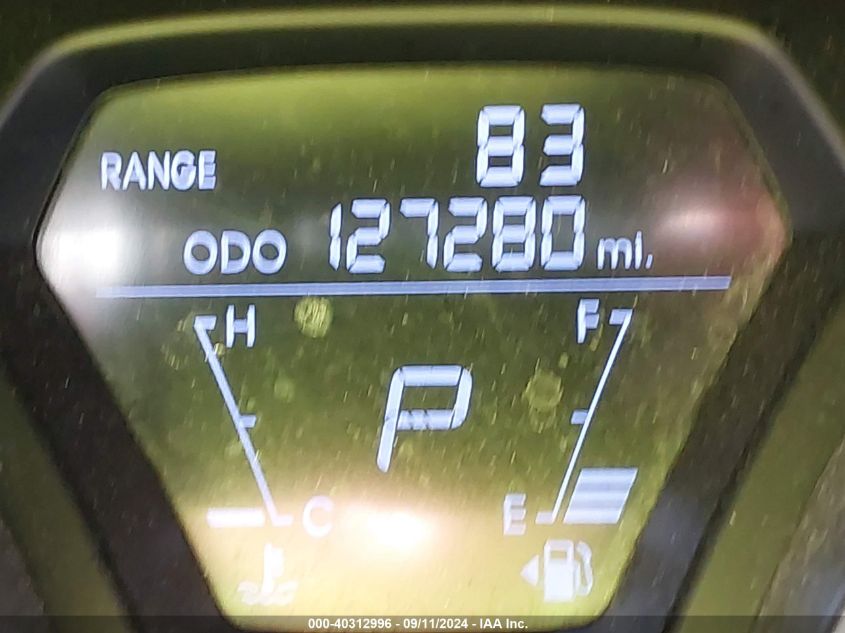 RANGE 83
ODO 127280 mi.
H F
P
C E
000-40312996 - 09/11/2024 - IAA Inc.